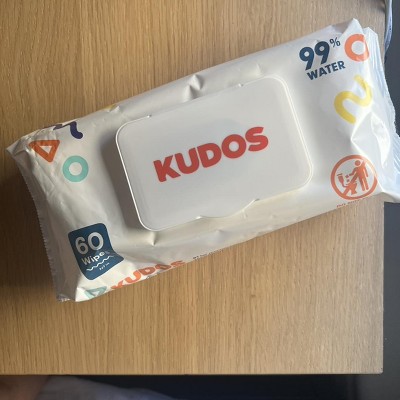 99%
WATER
KUDOS
60
Wipes
KUDOS